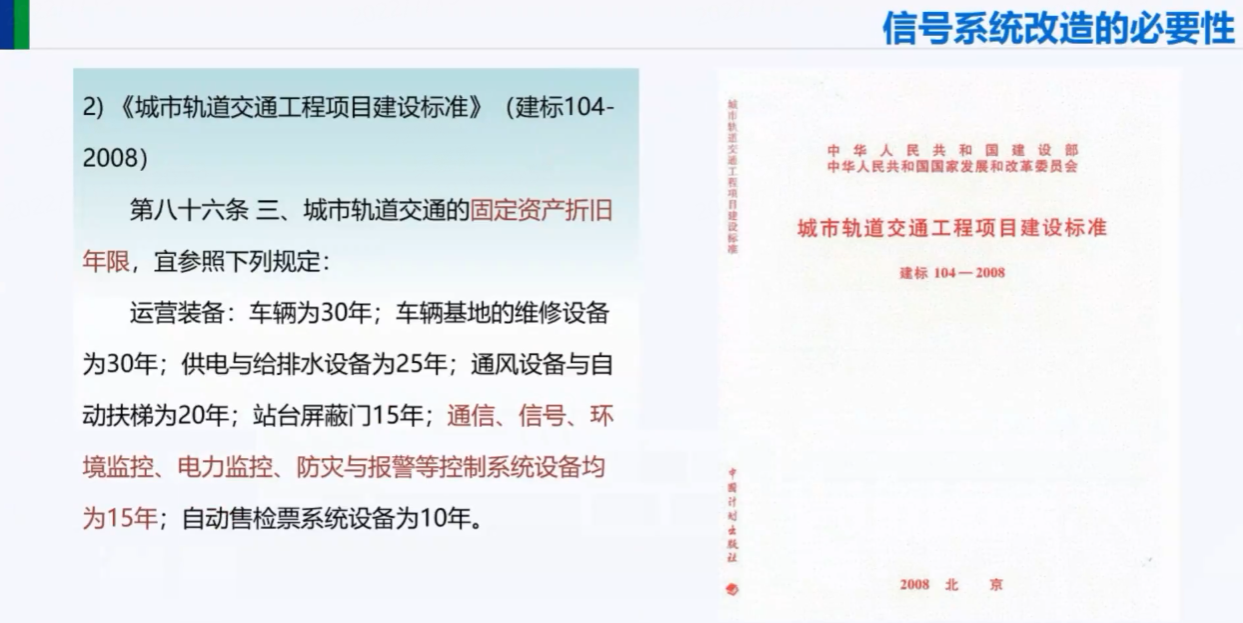 信号系统改造的必要性
2) 《城市轨道交通工程项目建设标准》（建标104-
2008）
第八十六条 三、城市轨道交通的固定资产折旧
年限，宜参照下列规定：
运营装备：车辆为30年；车辆基地的维修设备
为30年；供电与给排水设备为25年；通风设备与自
动扶梯为20年；站台屏蔽门15年；通信、信号、环
境监控、电力监控、防灾与报警等控制系统设备均
为15年；自动售检票系统设备为10年。
城市轨道交通工程项目建设标准
中国计划出版社
中华人民共和国建设部
中华人民共和国国家发展和改革委员会
城市轨道交通工程项目建设标准
建标 104—2008
2008 北 京